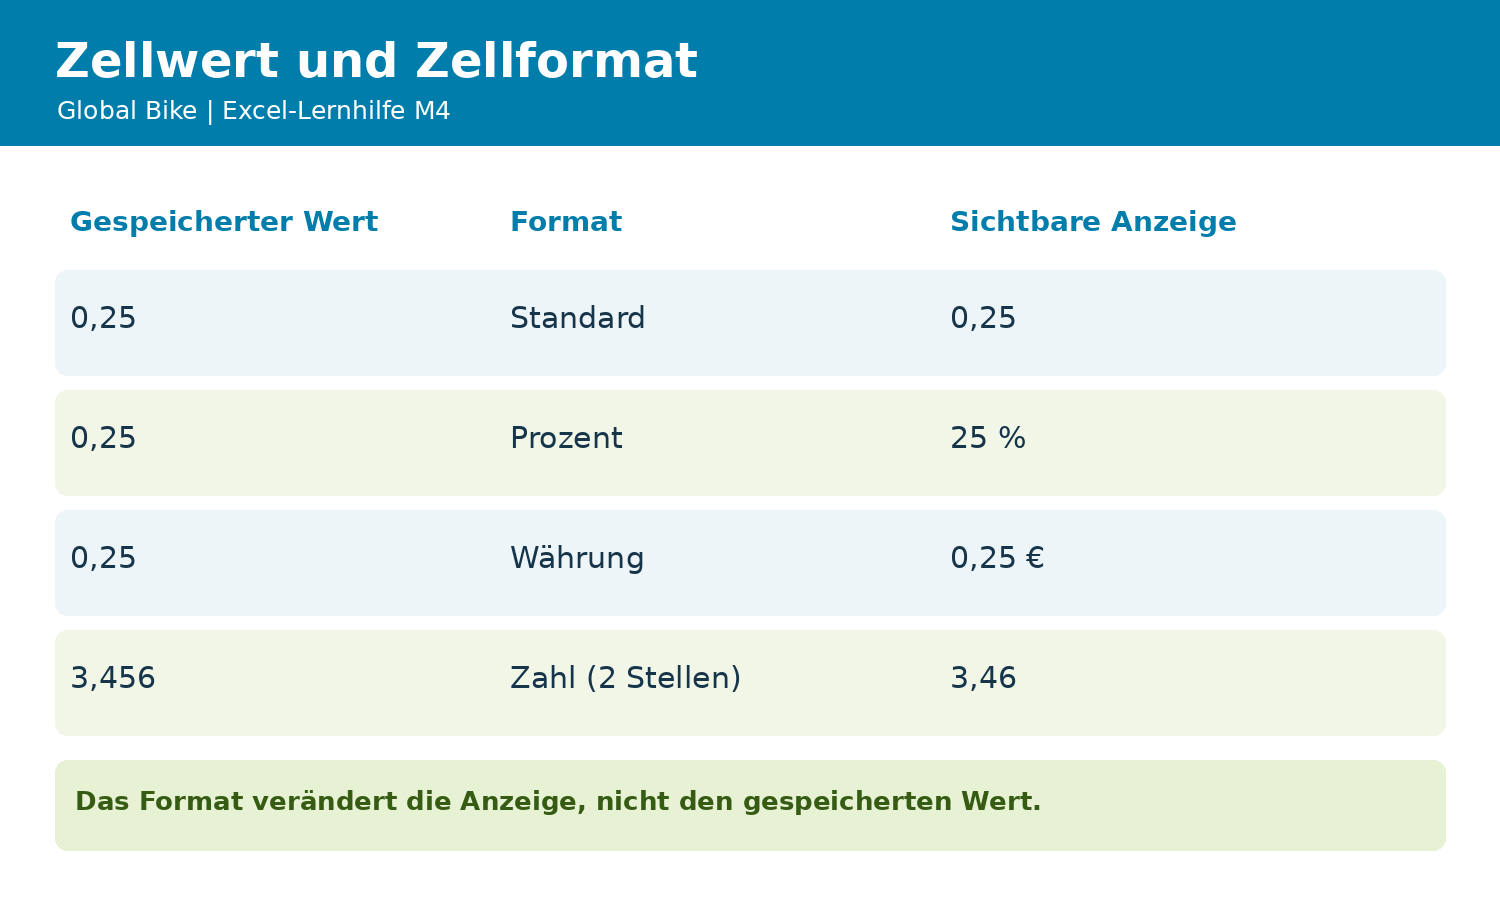 Zellwert und Zellformat
Global Bike | Excel-Lernhilfe M4
Gespeicherter Wert Format Sichtbare Anzeige
0,25 Standard 0,25
0,25 Prozent 25 %
0,25 Währung 0,25 €
3,456 Zahl (2 Stellen) 3,46
Das Format verändert die Anzeige, nicht den gespeicherten Wert.